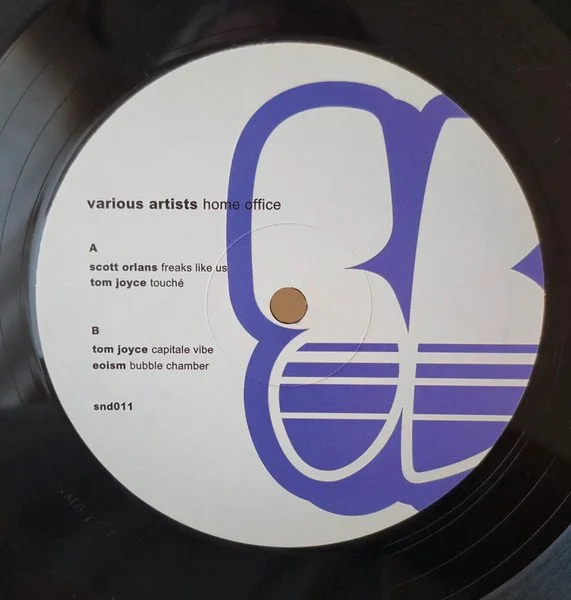 various artists home office
A
scott orlans freaks like us
tom joyce touché
B
tom joyce capitale vibe
eoism bubble chamber
snd011